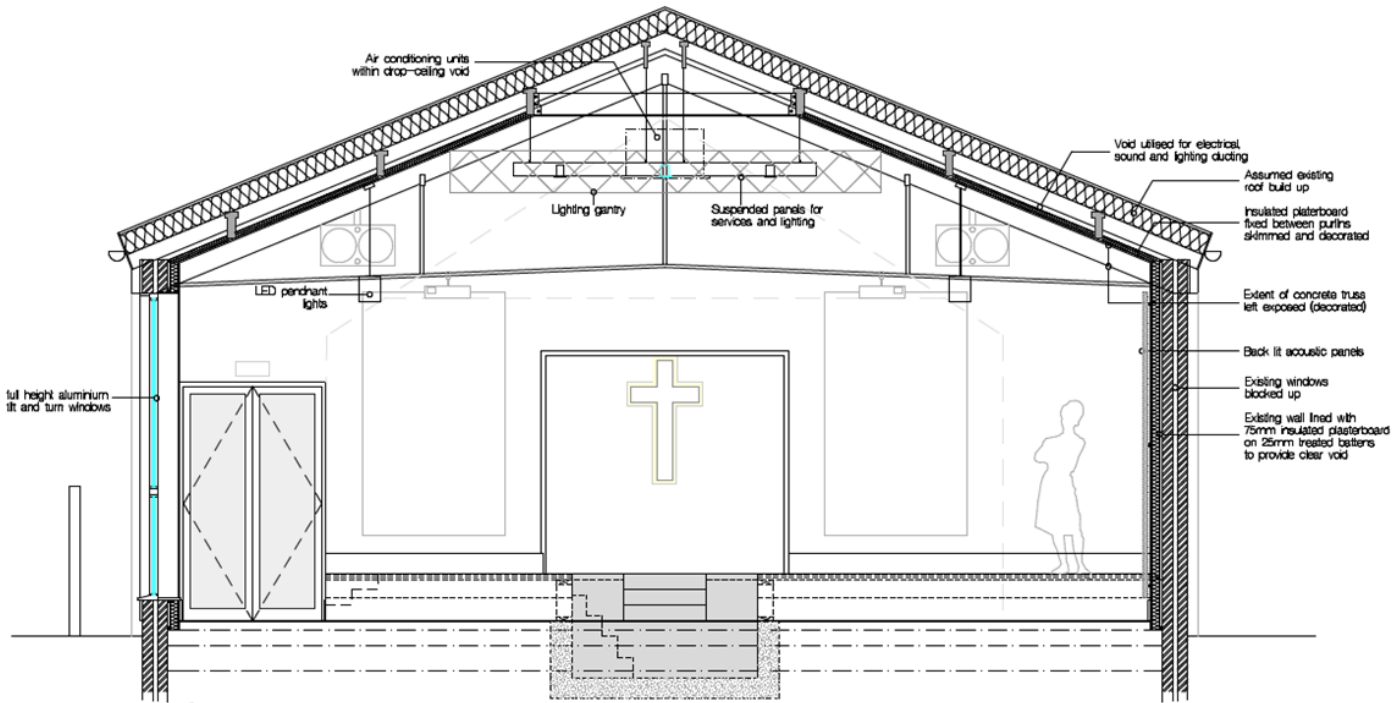 Air conditioning units
within drop-ceiling void
Void utilised for electrical,
sound and lighting ducting
Assumed existing
roof build up
Lighting gantry
Suspended panels for
services and lighting
Insulated platerboard
fixed between purlins
skimmed and decorated
LED pendnant
lights
Extent of concrete truss
left exposed (decorated)
Back lit acoustic panels
full height aluminium
tilt and turn windows
Existing windows
blocked up
Existing wall lined with
75mm insulated plasterboard
on 25mm treated battens
to provide clear void